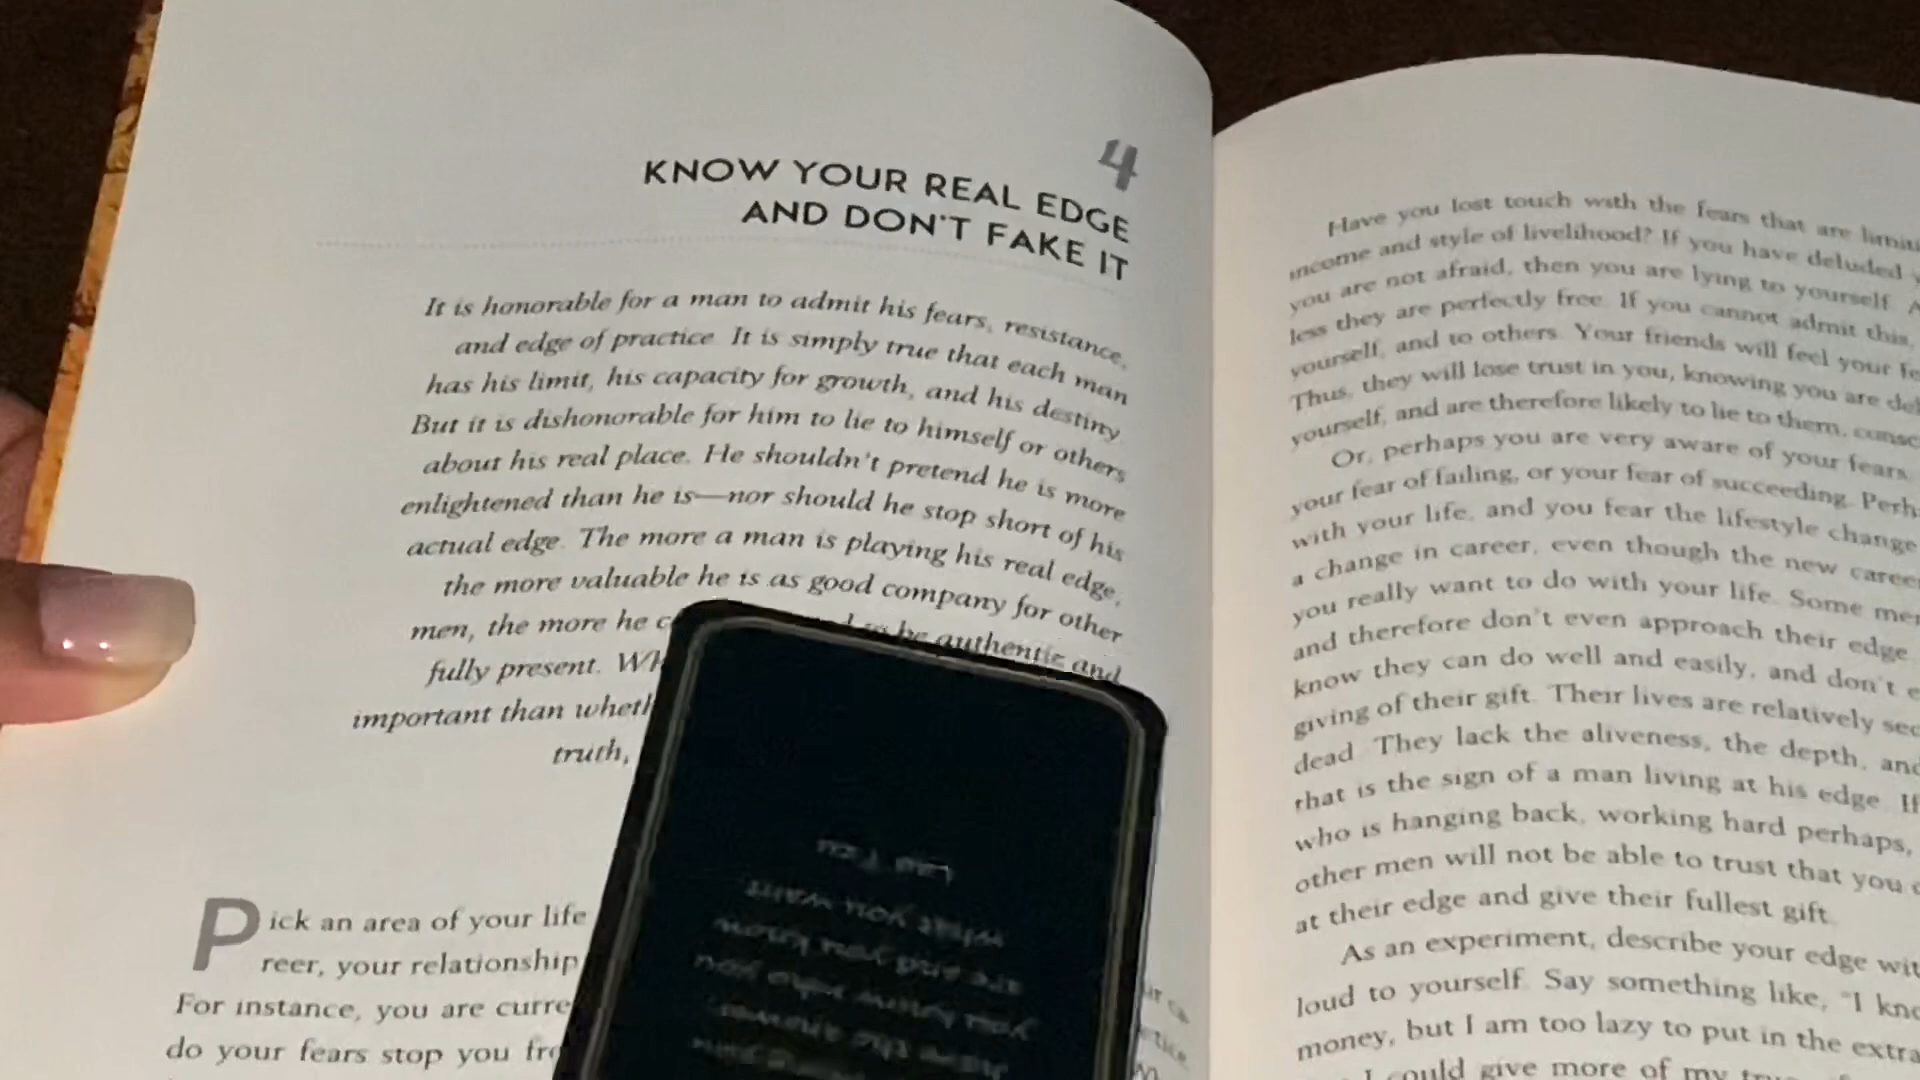 4
KNOW YOUR REAL EDGE
AND DON'T FAKE IT
It is honorable for a man to admit his fears, resistance,
and edge of practice. It is simply true that each man
has his limit, his capacity for growth, and his destiny.
But it is dishonorable for him to lie to himself or others
about his real place. He shouldn't pretend he is more
enlightened than he is—nor should he stop short of his
actual edge. The more a man is playing his real edge,
the more valuable he is as good company for other
men, the more he to be authentic and
fully present.
important than
truth,
Pick an area of your life
reer, your relationship
For instance, you are
do your fears stop you
Have you lost touch with the fears that are
income and style of livelihood? If you have deluded
you are not afraid, then you are lying to yourself.
less they are perfectly free. If you cannot admit this,
yourself, and to others. Your friends will feel your
Thus, they will lose trust in you, knowing you are
yourself, and are therefore likely to lie to them,
Or, perhaps you are very aware of your fears.
your fear of failing, or your fear of succeeding.
with your life, and you fear the lifestyle change
a change in career, even though the new career
you really want to do with your life. Some
and therefore don't even approach their edge.
know they can do well and easily, and don't
giving of their gift. Their lives are relatively
dead. They lack the aliveness, the depth, and
that is the sign of a man living at his edge. If
who is hanging back, working hard perhaps,
other men will not be able to trust that you
at their edge and give their fullest gift.
As an experiment, describe your edge
loud to yourself. Say something like, "I
money, but I am too lazy to put in the extra
I could give more of my